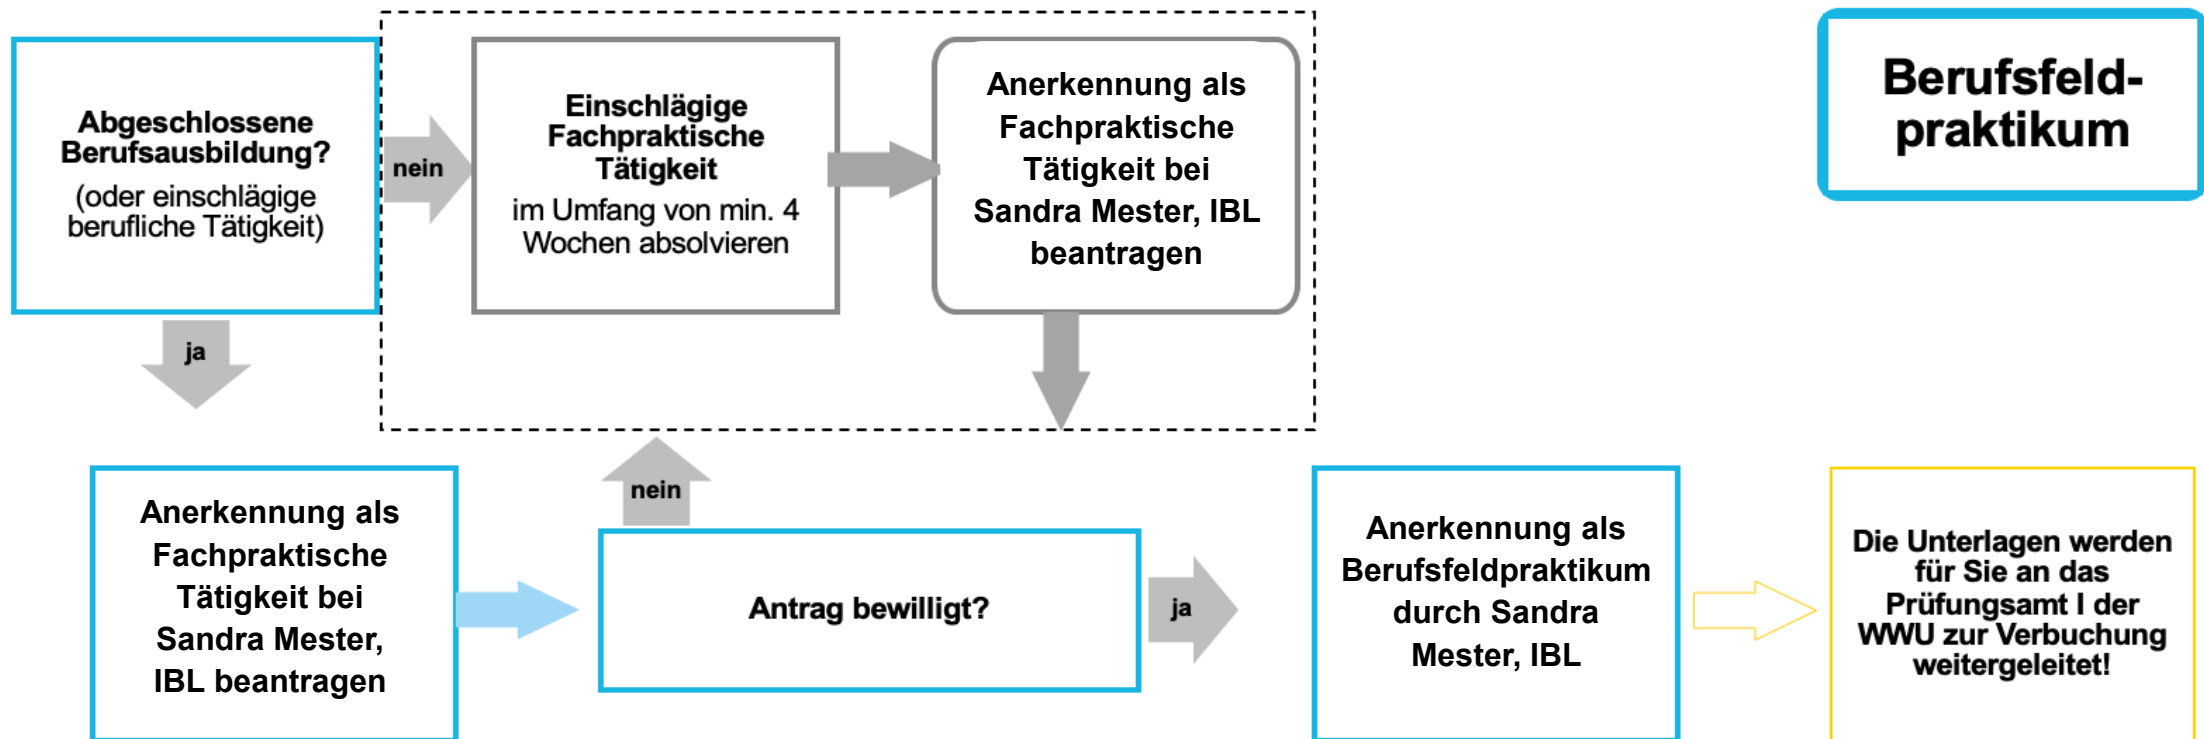 Abgeschlossene
Berufsausbildung?
(oder einschlägige
berufliche Tätigkeit)
nein
Einschlägige
Fachpraktische
Tätigkeit
im Umfang von min. 4
Wochen absolvieren
Anerkennung als
Fachpraktische
Tätigkeit bei
Sandra Mester, IBL
beantragen
Berufsfeld-
praktikum
ja
Anerkennung als
Fachpraktische
Tätigkeit bei
Sandra Mester,
IBL beantragen
nein
Antrag bewilligt?
ja
Anerkennung als
Berufsfeldpraktikum
durch Sandra
Mester, IBL
Die Unterlagen werden
für Sie an das
Prüfungsamt I der
WWU zur Verbuchung
weitergeleitet!